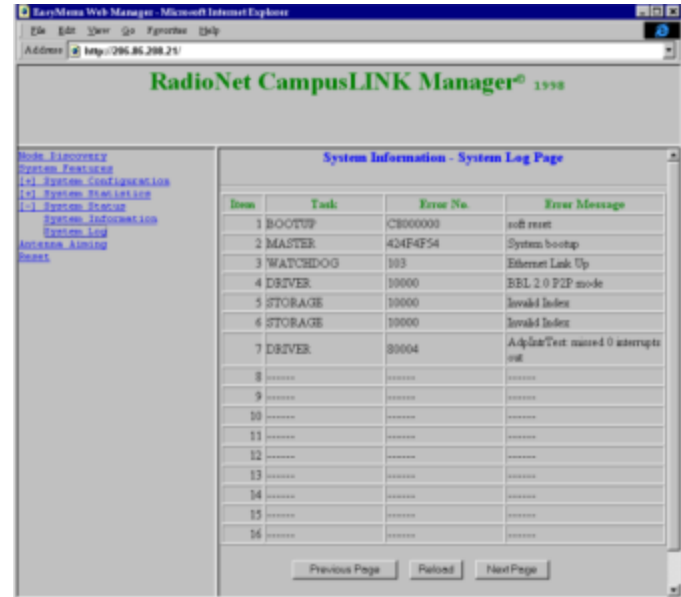 EasyMenu Web Manager - Microsoft Internet Explorer
File Edit View Go Favorites Help
Address http://206.86.208.21/
RadioNet CampusLINK Manager© 1998
Node Discovery
System Features
[+] System Configuration
[+] System Statistics
[-] System Status
System Information
System Log
Antenna Aiming
Reset
System Information - System Log Page
Item Task Error No. Error Message
1 BOOTUP C8000000 soft reset
2 MASTER 424F4F54 System bootup
3 WATCHDOG 103 Ethernet Link Up
4 DRIVER 10000 BBL 2.0 P2P mode
5 STORAGE 10000 Invalid Index
6 STORAGE 10000 Invalid Index
7 DRIVER 80004 AdpIntrTest: missed 0 interrupts
out
8 ------ ------ ------
9 ------ ------ ------
10 ------ ------ ------
11 ------ ------ ------
12 ------ ------ ------
13 ------ ------ ------
14 ------ ------ ------
15 ------ ------ ------
16 ------ ------ ------
Previous Page Reload Next Page